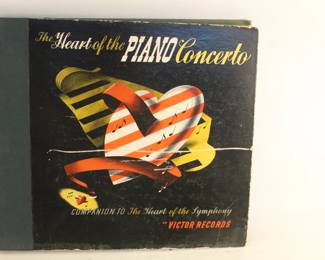 The Heart of the PIANO Concerto
COMPANION TO The Heart of the Symphony
VICTOR RECORDS